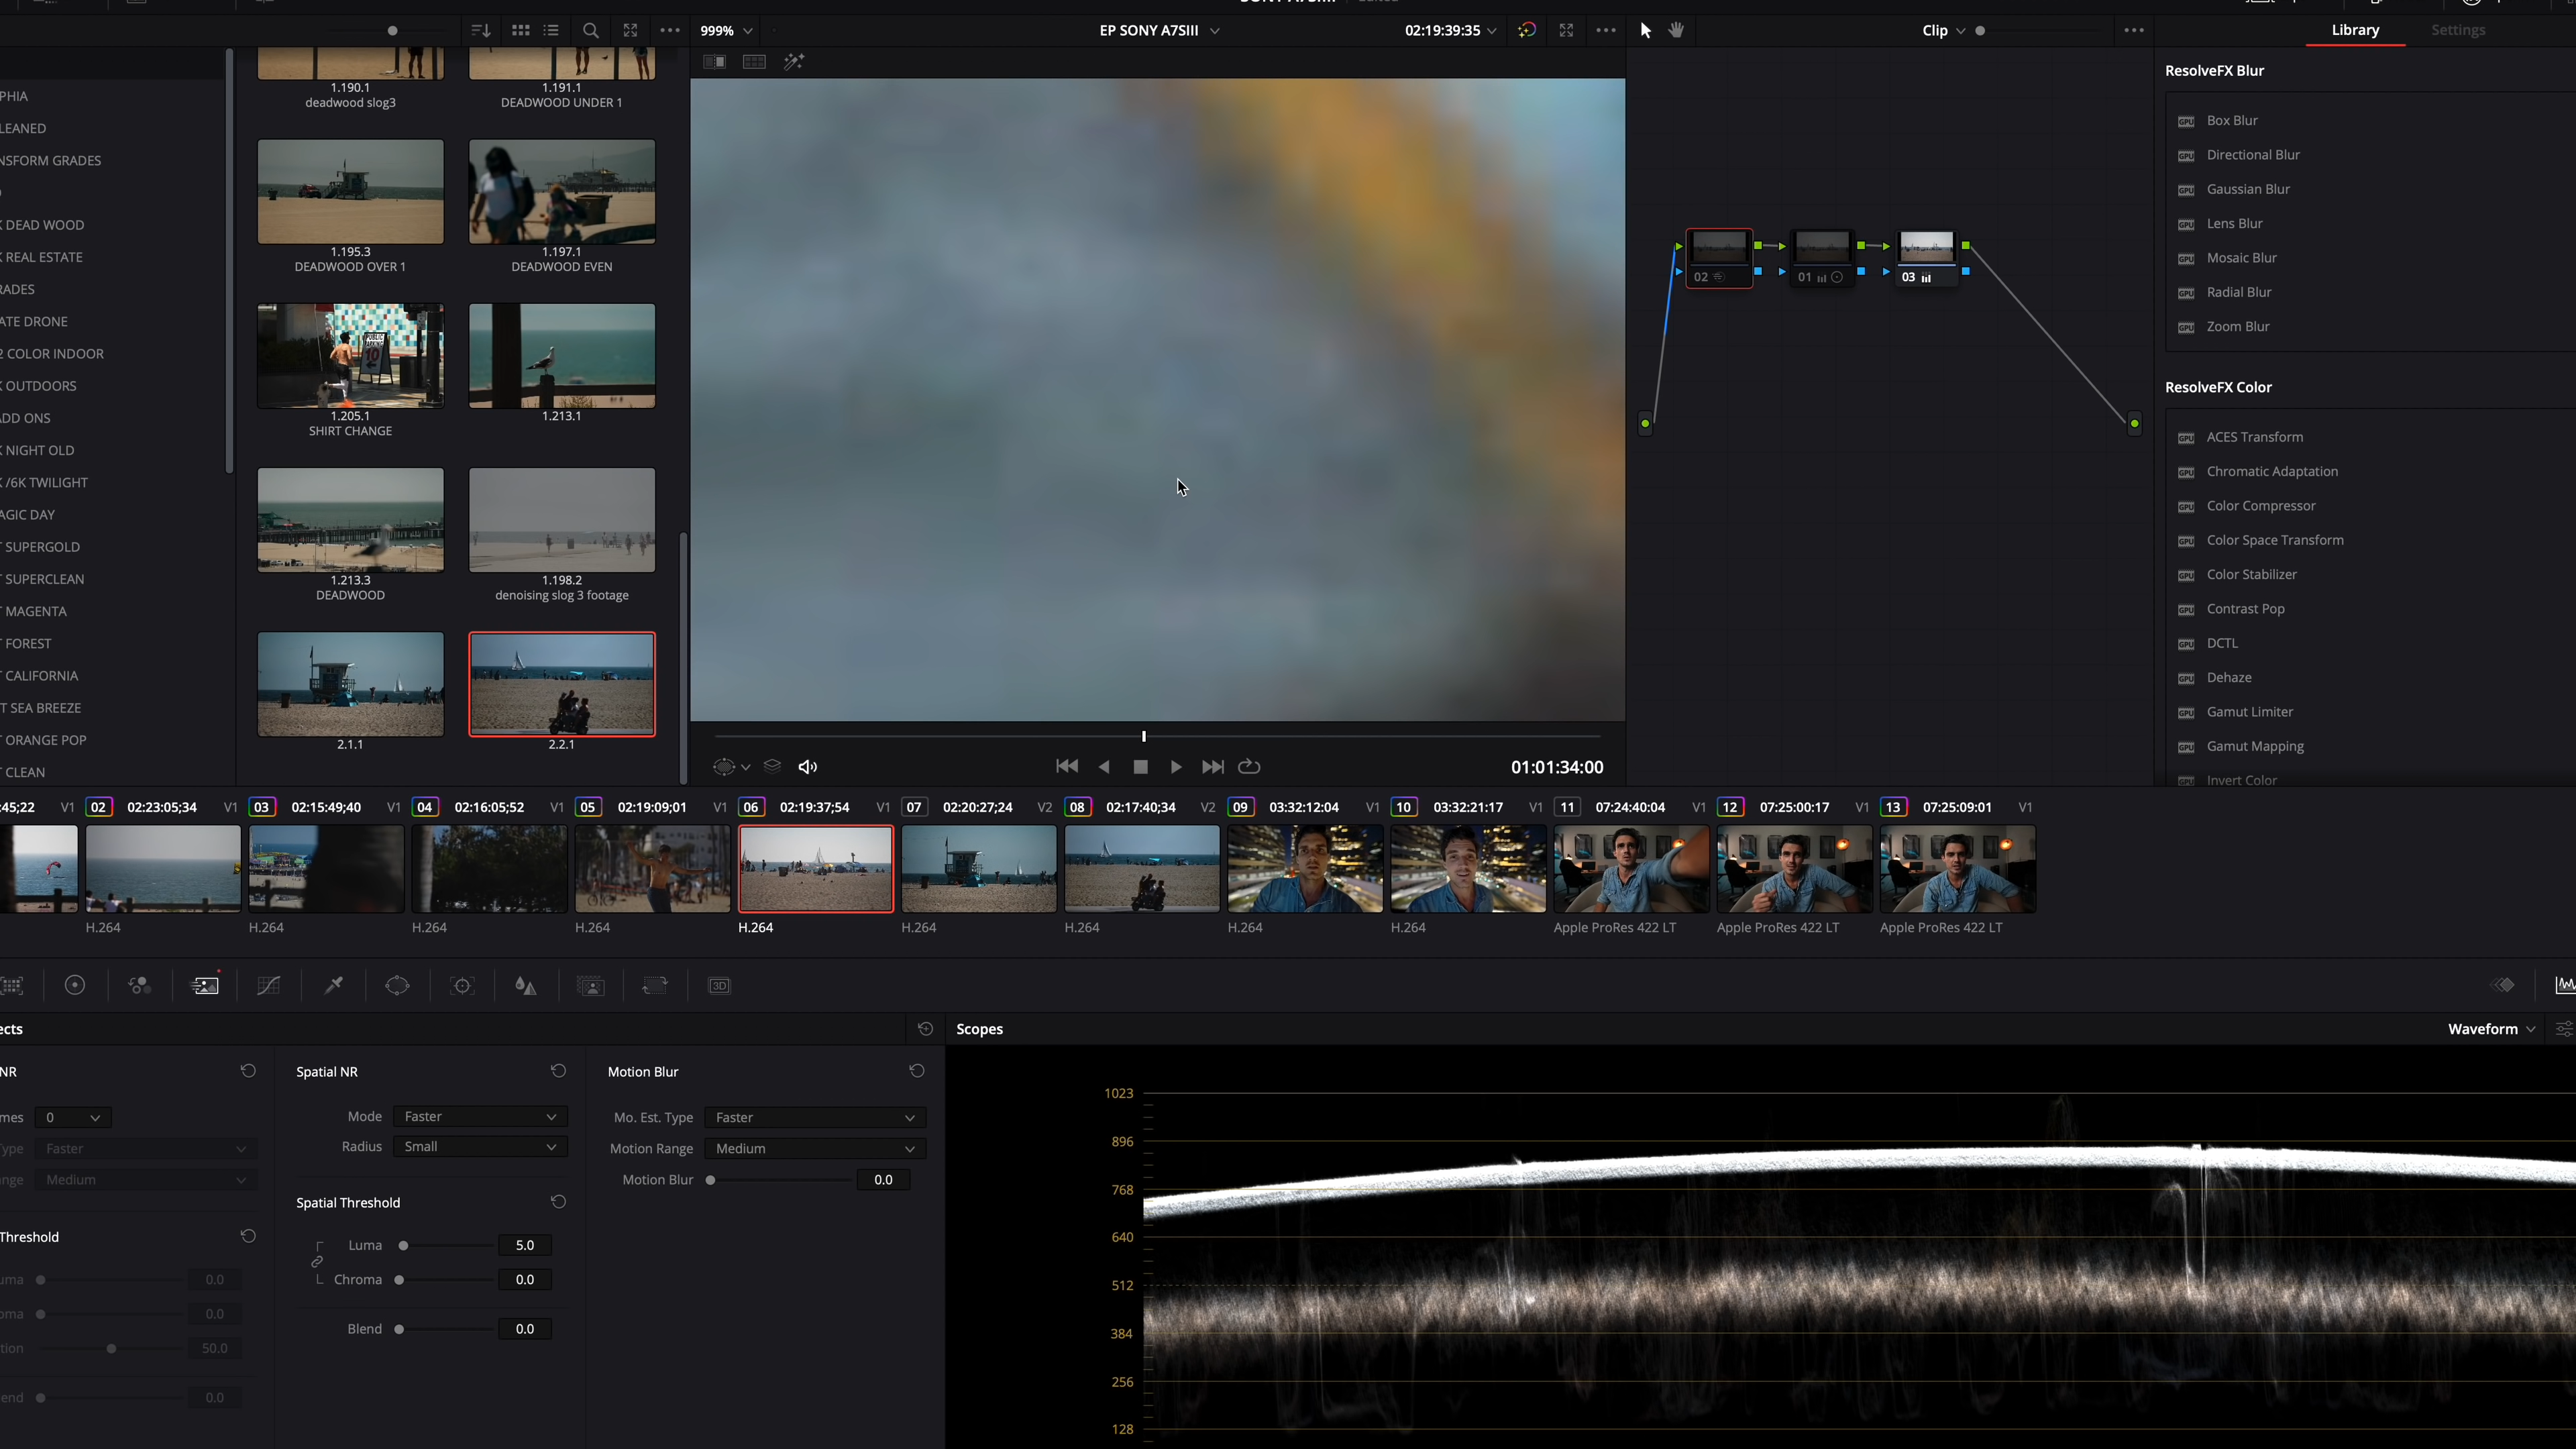 999%
EP SONY A7SIII
02:19:39:35
Clip
Library
Settings
PHIA
LEANED
NSFORM GRADES
K DEAD WOOD
K REAL ESTATE
RADES
ATE DRONE
2 COLOR INDOOR
K OUTDOORS
ADD ONS
K NIGHT OLD
K /6K TWILIGHT
AGIC DAY
T SUPERGOLD
T SUPERCLEAN
T MAGENTA
T FOREST
T CALIFORNIA
T SEA BREEZE
T ORANGE POP
T CLEAN
1.190.1
deadwood slog3
1.191.1
DEADWOOD UNDER 1
1.195.3
DEADWOOD OVER 1
1.197.1
DEADWOOD EVEN
1.205.1
SHIRT CHANGE
1.213.1
1.213.3
DEADWOOD
1.198.2
denoising slog 3 footage
2.1.1
2.2.1
01:01:34:00
02
01
03
ResolveFX Blur
Box Blur
Directional Blur
Gaussian Blur
Lens Blur
Mosaic Blur
Radial Blur
Zoom Blur
ResolveFX Color
ACES Transform
Chromatic Adaptation
Color Compressor
Color Space Transform
Color Stabilizer
Contrast Pop
DCTL
Dehaze
Gamut Limiter
Gamut Mapping
Invert Color
:45;22 V1 02 02:23:05;34 V1 03 02:15:49;40 V1 04 02:16:05;52 V1 05 02:19:09;01 V1 06 02:19:37;54 V1 07 02:20:27;24 V2 08 02:17:40;34 V2 09 03:32:12:04 V1 10 03:32:21:17 V1 11 07:24:40:04 V1 12 07:25:00:17 V1 13 07:25:09:01 V1
H.264 H.264 H.264 H.264 H.264 H.264 H.264 H.264 H.264 Apple ProRes 422 LT Apple ProRes 422 LT Apple ProRes 422 LT
3D
ects
NR
mes 0
ype Faster
nge Medium
Threshold
uma 0.0
oma 0.0
tion 50.0
end 0.0
Spatial NR
Mode Faster
Radius Small
Spatial Threshold
Luma 5.0
Chroma 0.0
Blend 0.0
Motion Blur
Mo. Est. Type Faster
Motion Range Medium
Motion Blur 0.0
Scopes
Waveform
1023
896
768
640
512
384
256
128